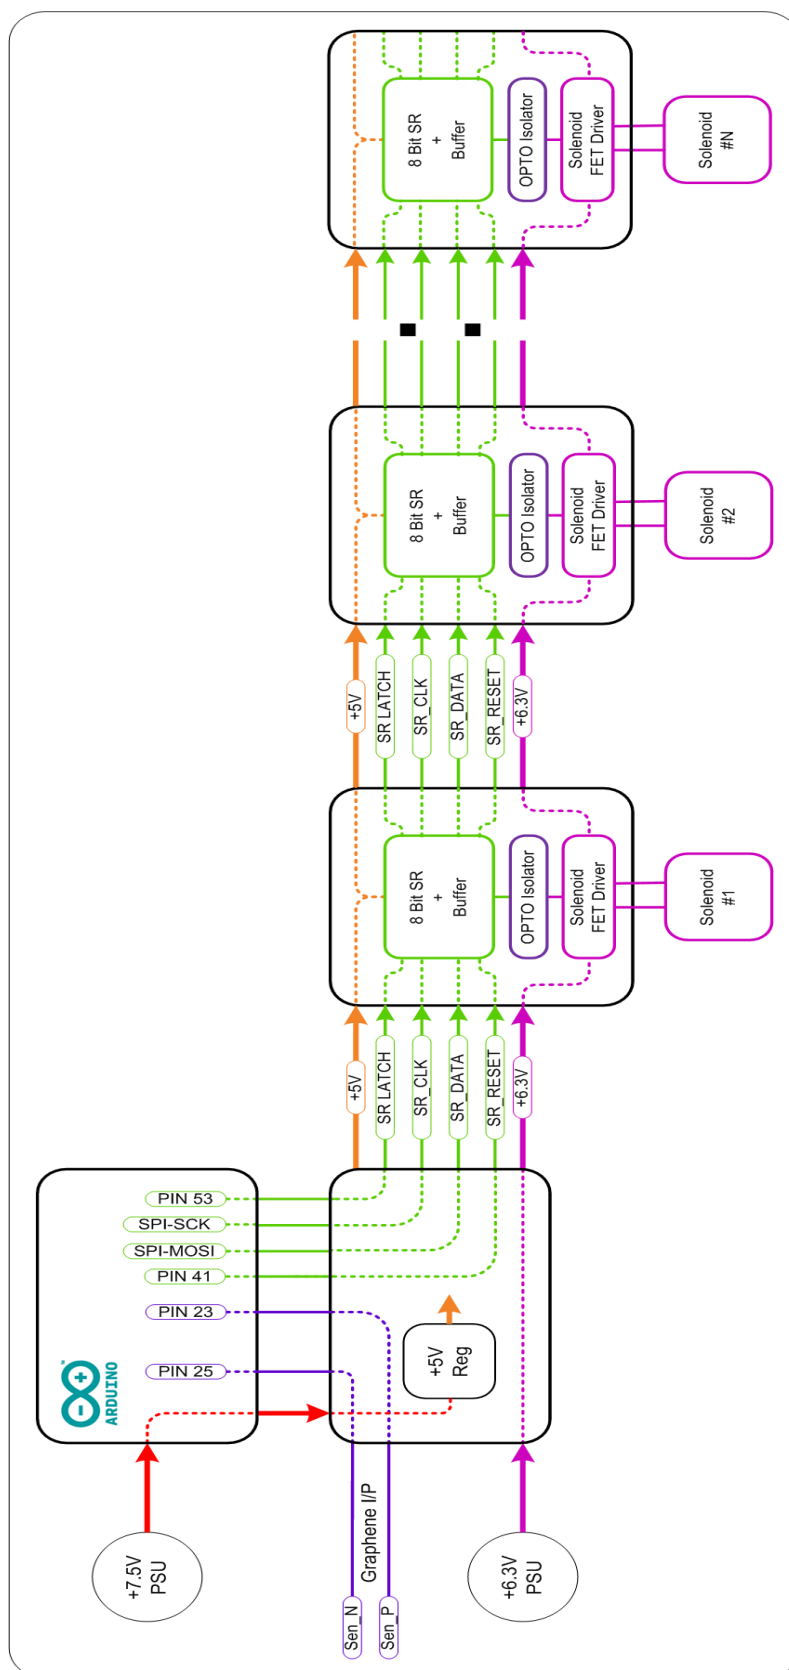 8 Bit SR
+
Buffer
OPTO Isolator
Solenoid
FET Driver
Solenoid
#N
8 Bit SR
+
Buffer
OPTO Isolator
Solenoid
FET Driver
Solenoid
#2
+5V
SR LATCH
SR_CLK
SR_DATA
SR_RESET
+6.3V
8 Bit SR
+
Buffer
OPTO Isolator
Solenoid
FET Driver
Solenoid
#1
+5V
SR LATCH
SR_CLK
SR_DATA
SR_RESET
+6.3V
PIN 53
SPI-SCK
SPI-MOSI
PIN 41
PIN 23
PIN 25
ARDUINO
TM
+5V
Reg
+7.5V
PSU
Graphene I/P
Sen_N
Sen_P
+6.3V
PSU